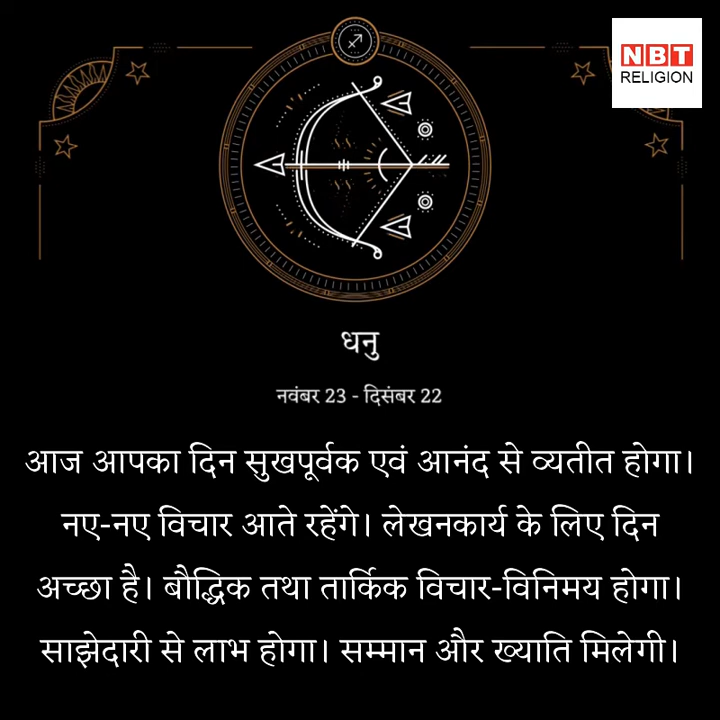 NBT
RELIGION
धनु
नवंबर 23 - दिसंबर 22
आज आपका दिन सुखपूर्वक एवं आनंद से व्यतीत होगा।
नए-नए विचार आते रहेंगे। लेखनकार्य के लिए दिन
अच्छा है। बौद्धिक तथा तार्किक विचार-विनिमय होगा।
साझेदारी से लाभ होगा। सम्मान और ख्याति मिलेगी।